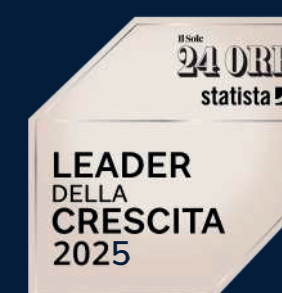 Il Sole
24 ORE
statista
LEADER
DELLA
CRESCITA
2025